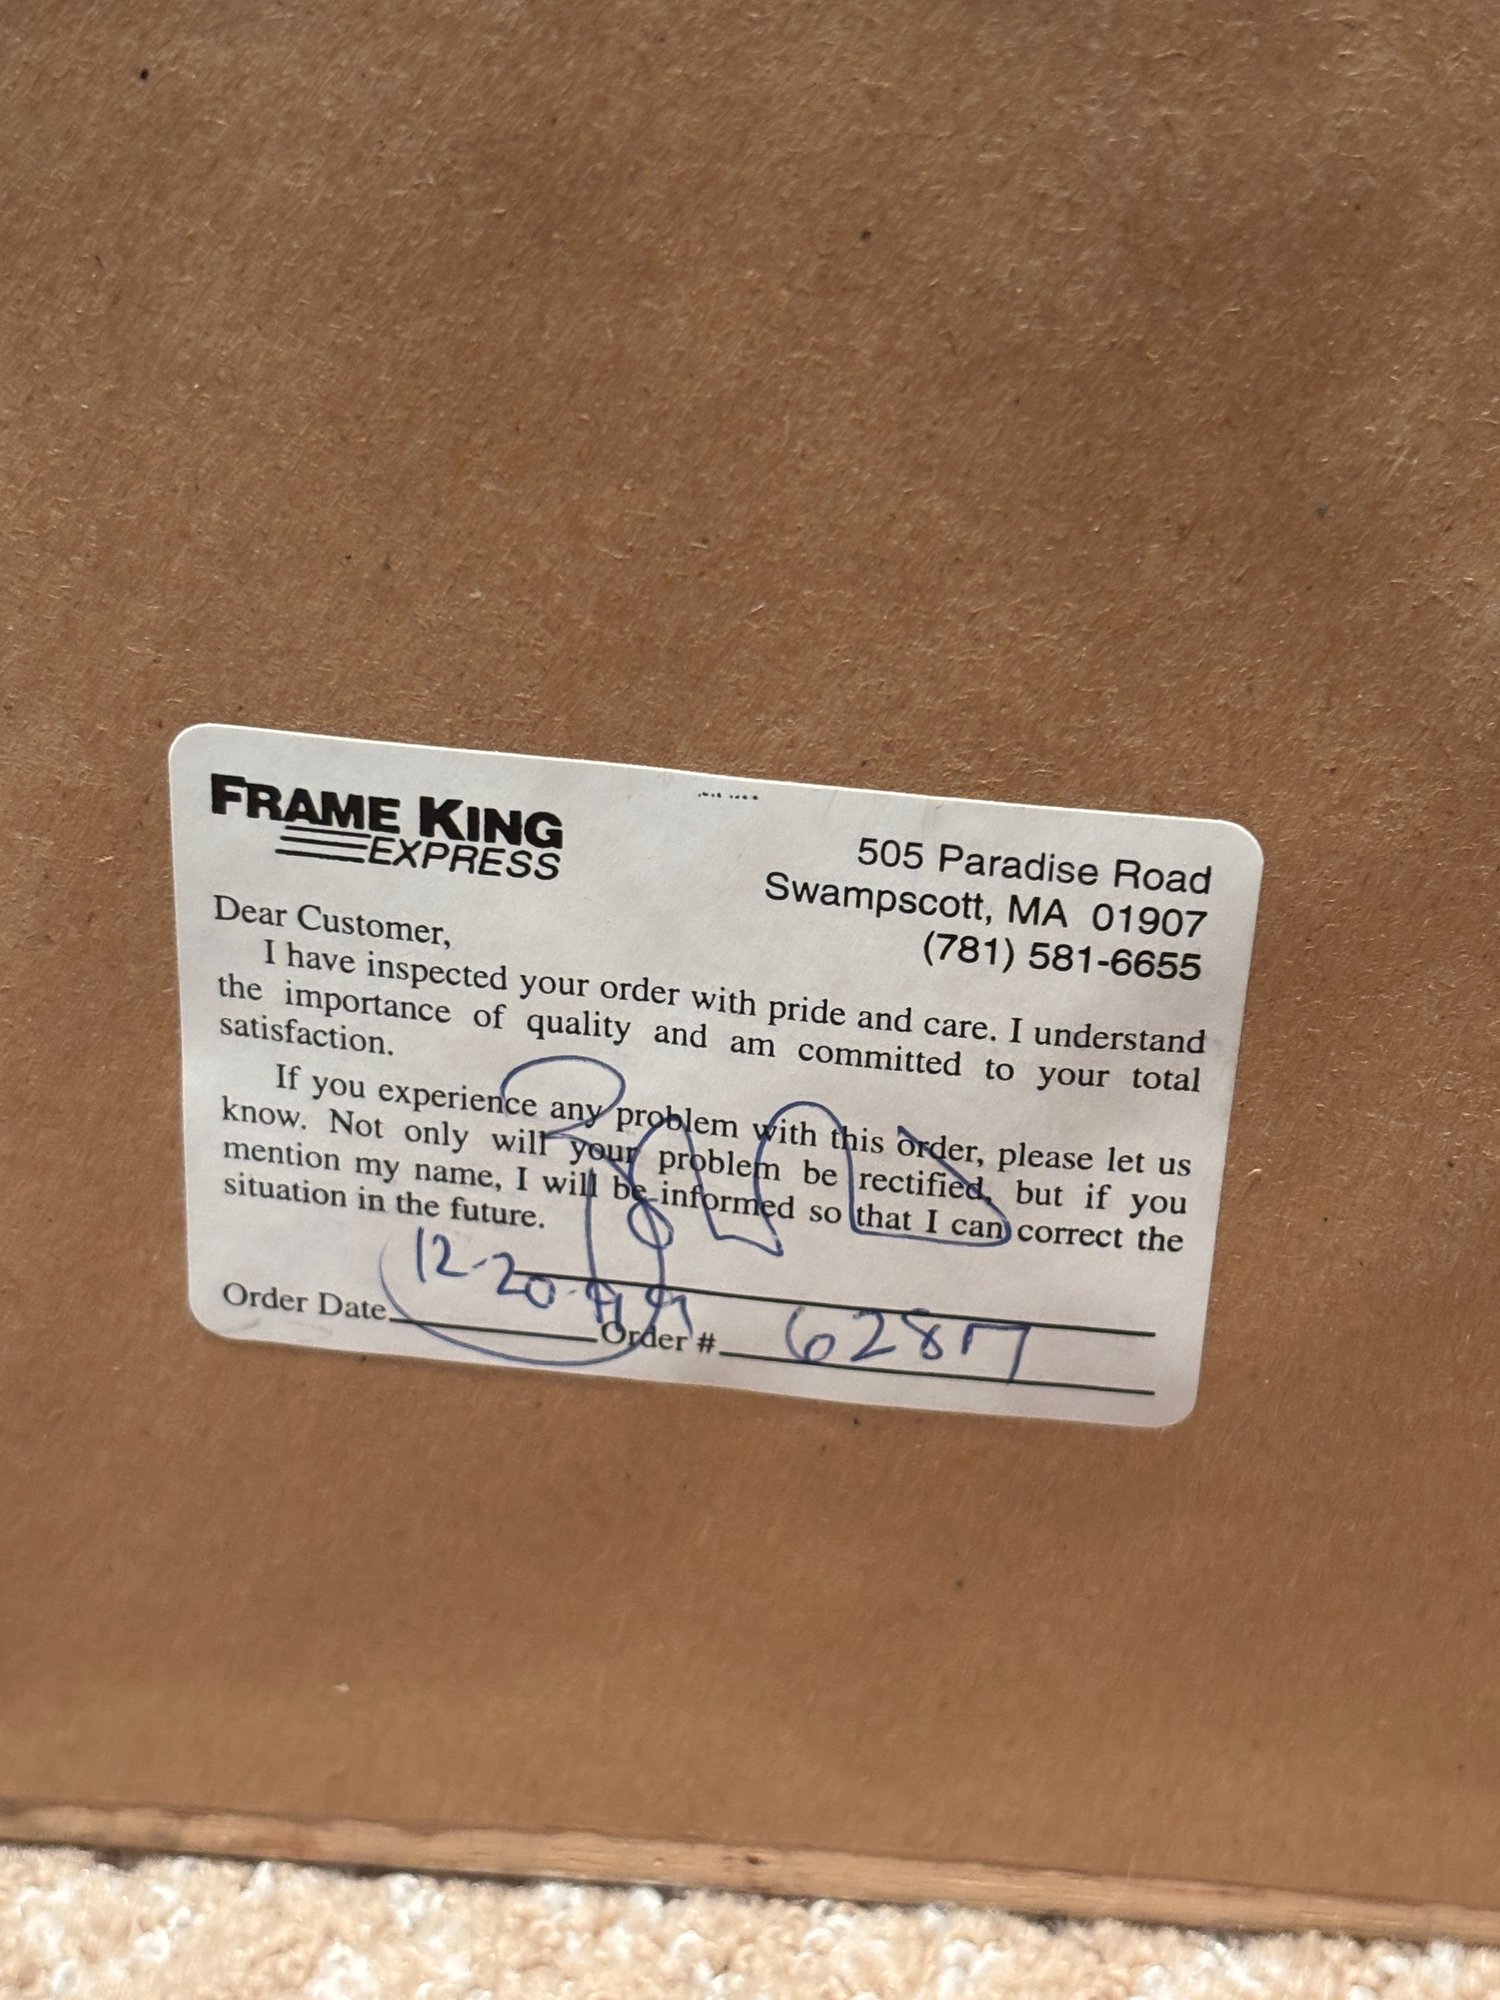 FRAME KING
EXPRESS
505 Paradise Road
Swampscott, MA 01907
(781) 581-6655
Dear Customer,
I have inspected your order with pride and care. I understand
the importance of quality and am committed to your total
satisfaction.
If you experience any problem with this order, please let us
know. Not only will your problem be rectified, but if you
mention my name, I will be informed so that I can correct the
situation in the future.
Order Date 12-20- Order # 62817